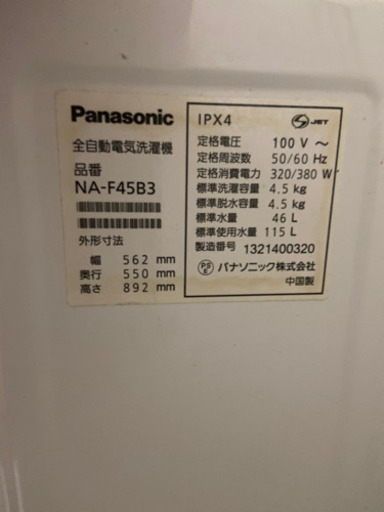 Panasonic
全自動電気洗濯機
品番
NA-F45B3
外形寸法
幅 562 mm
奥行 550 mm
高さ 892 mm
IPX4
S JET
定格電圧 100 V ～
定格周波数 50/60 Hz
定格消費電力 320/380 W
標準洗濯容量 4.5 kg
標準脱水容量 4.5 kg
標準水量 46 L
標準使用水量 115 L
製造番号 1321400320
PS E パナソニック株式会社
中国製